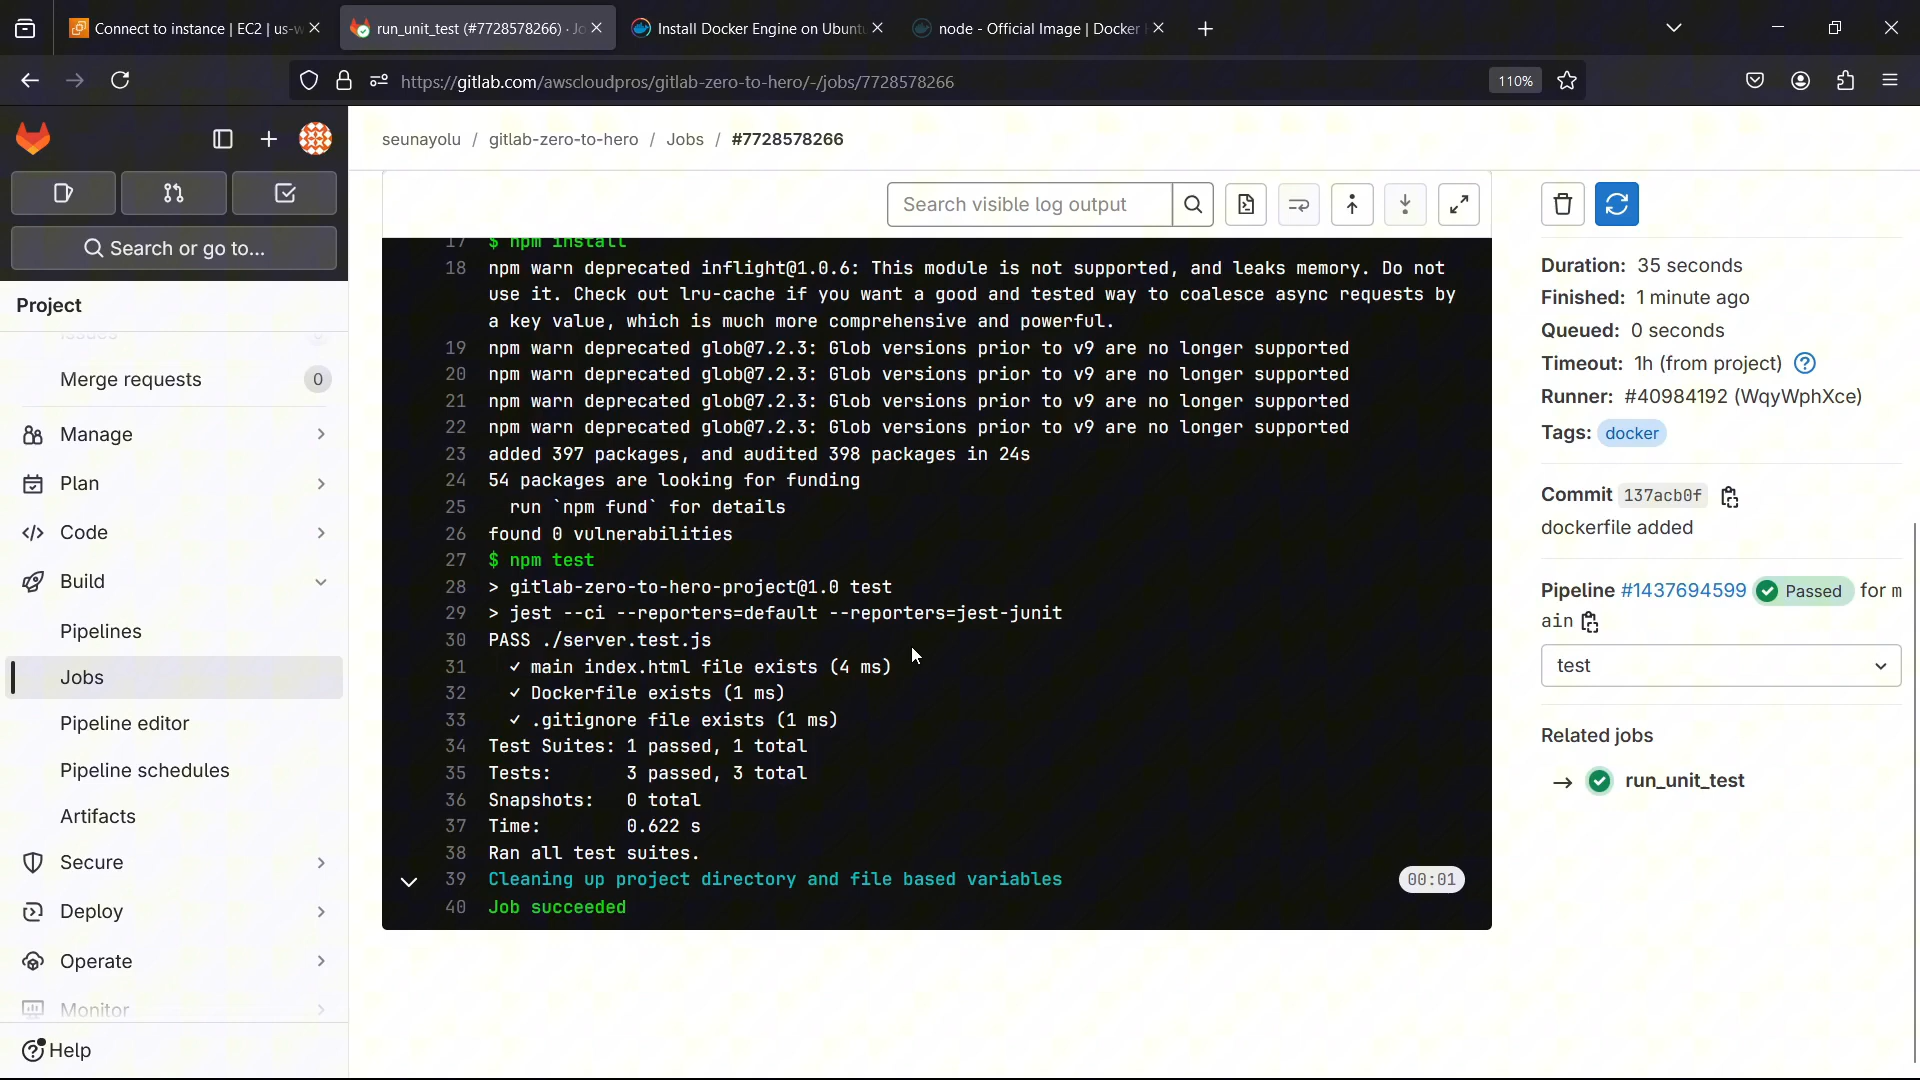 Connect to instance | EC2 | us-w
run_unit_test (#7728578266) · Jo
Install Docker Engine on Ubunt
node - Official Image | Docker
https://gitlab.com/awscloudpros/gitlab-zero-to-hero/-/jobs/7728578266
110%
seunayolu / gitlab-zero-to-hero / Jobs / #7728578266
Search or go to...
Project
Issues
Merge requests 0
Manage
Plan
Code
Build
Pipelines
Jobs
Pipeline editor
Pipeline schedules
Artifacts
Secure
Deploy
Operate
Monitor
Help
Search visible log output
17 $ npm install
18 npm warn deprecated inflight@1.0.6: This module is not supported, and leaks memory. Do not
use it. Check out lru-cache if you want a good and tested way to coalesce async requests by
a key value, which is much more comprehensive and powerful.
19 npm warn deprecated glob@7.2.3: Glob versions prior to v9 are no longer supported
20 npm warn deprecated glob@7.2.3: Glob versions prior to v9 are no longer supported
21 npm warn deprecated glob@7.2.3: Glob versions prior to v9 are no longer supported
22 npm warn deprecated glob@7.2.3: Glob versions prior to v9 are no longer supported
23 added 397 packages, and audited 398 packages in 24s
24 54 packages are looking for funding
25 run `npm fund` for details
26 found 0 vulnerabilities
27 $ npm test
28 > gitlab-zero-to-hero-project@1.0 test
29 > jest --ci --reporters=default --reporters=jest-junit
30 PASS ./server.test.js
31 ✓ main index.html file exists (4 ms)
32 ✓ Dockerfile exists (1 ms)
33 ✓ .gitignore file exists (1 ms)
34 Test Suites: 1 passed, 1 total
35 Tests: 3 passed, 3 total
36 Snapshots: 0 total
37 Time: 0.622 s
38 Ran all test suites.
39 Cleaning up project directory and file based variables 00:01
40 Job succeeded
Duration: 35 seconds
Finished: 1 minute ago
Queued: 0 seconds
Timeout: 1h (from project)
Runner: #40984192 (WqyWphXce)
Tags: docker
Commit 137acb0f
dockerfile added
Pipeline #1437694599 Passed for m
ain
test
Related jobs
→ run_unit_test